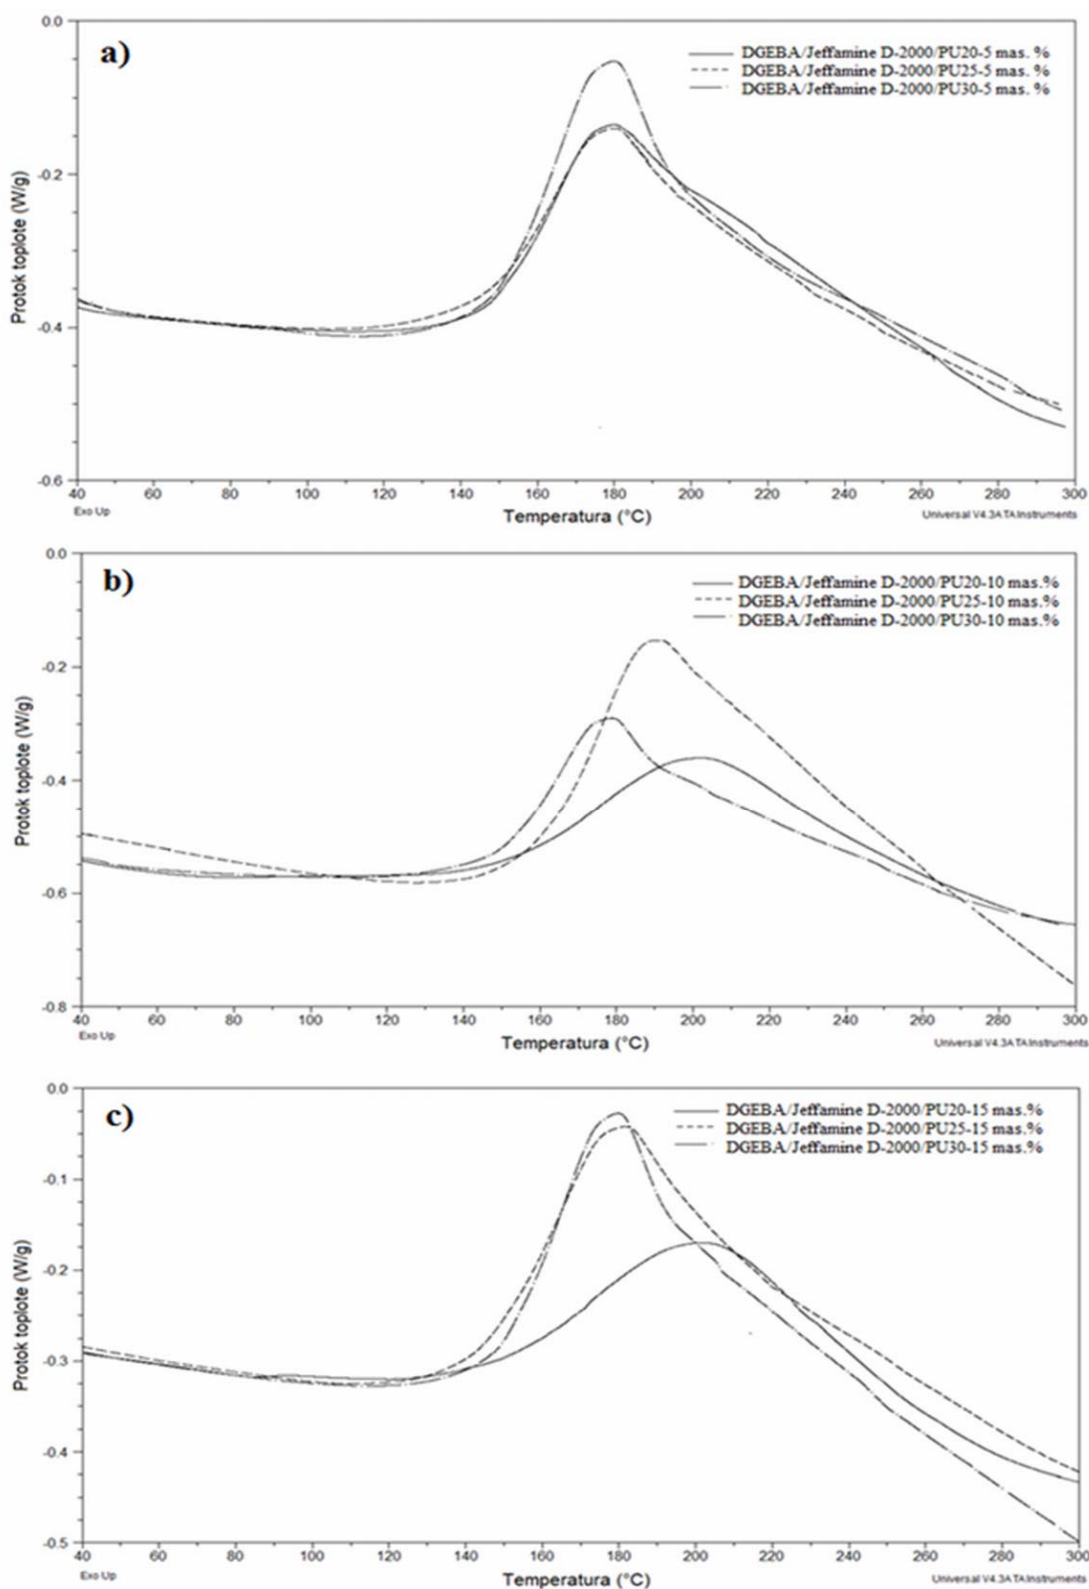 a)
DGEBA/Jeffamine D-2000/PU20-5 mas. %
DGEBA/Jeffamine D-2000/PU25-5 mas. %
DGEBA/Jeffamine D-2000/PU30-5 mas. %
Protok toplote (W/g)
0.0
-0.2
-0.4
-0.6
40 60 80 100 120 140 160 180 200 220 240 260 280 300
Exo Up
Temperatura (°C)
Universal V4.3A TA Instruments
b)
DGEBA/Jeffamine D-2000/PU20-10 mas.%
DGEBA/Jeffamine D-2000/PU25-10 mas.%
DGEBA/Jeffamine D-2000/PU30-10 mas.%
Protok toplote (W/g)
0.0
-0.2
-0.4
-0.6
-0.8
40 60 80 100 120 140 160 180 200 220 240 260 280 300
Exo Up
Temperatura (°C)
Universal V4.3A TA Instruments
c)
DGEBA/Jeffamine D-2000/PU20-15 mas.%
DGEBA/Jeffamine D-2000/PU25-15 mas.%
DGEBA/Jeffamine D-2000/PU30-15 mas.%
Protok toplote (W/g)
0.0
-0.1
-0.2
-0.3
-0.4
-0.5
40 60 80 100 120 140 160 180 200 220 240 260 280 300
Exo Up
Temperatura (°C)
Universal V4.3A TA Instruments